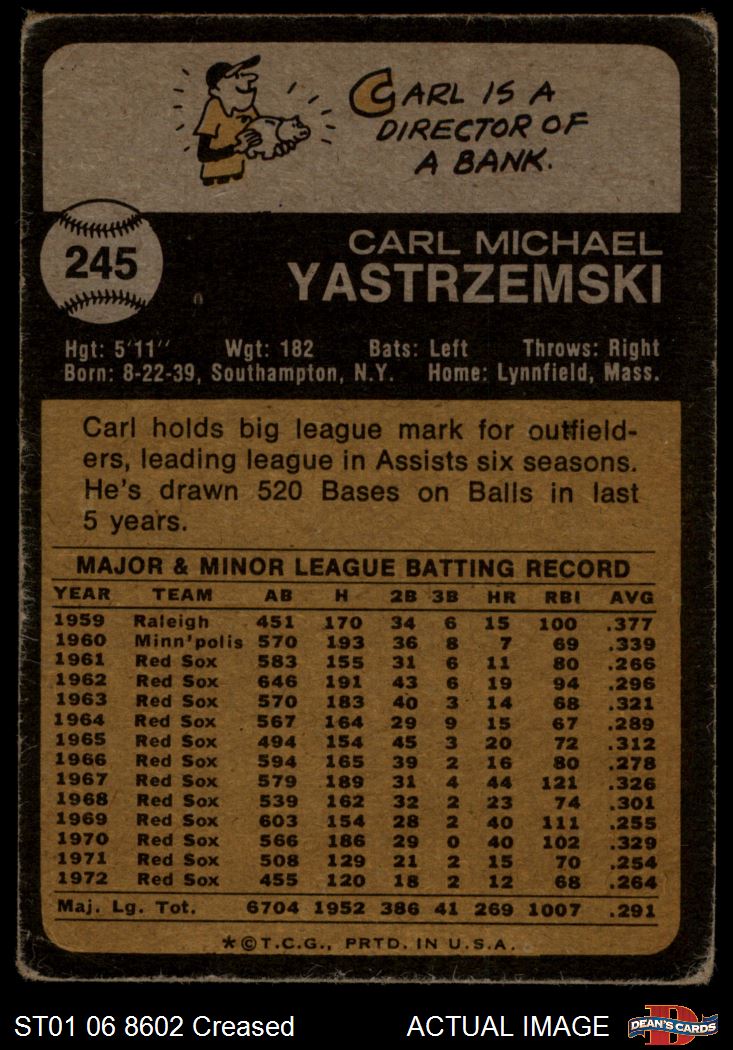 CARL IS A
DIRECTOR OF
A BANK.
245
CARL MICHAEL
YASTRZEMSKI
Hgt: 5'11" Wgt: 182 Bats: Left Throws: Right
Born: 8-22-39, Southampton, N.Y. Home: Lynnfield, Mass.
Carl holds big league mark for outfield-
ers, leading league in Assists six seasons.
He's drawn 520 Bases on Balls in last
5 years.
MAJOR & MINOR LEAGUE BATTING RECORD
YEAR TEAM AB H 2B 3B HR RBI AVG
1959 Raleigh 451 170 34 6 15 100 .377
1960 Minn'polis 570 193 36 8 7 69 .339
1961 Red Sox 583 155 31 6 11 80 .266
1962 Red Sox 646 191 43 6 19 94 .296
1963 Red Sox 570 183 40 3 14 68 .321
1964 Red Sox 567 164 29 9 15 67 .289
1965 Red Sox 494 154 45 3 20 72 .312
1966 Red Sox 594 165 39 2 16 80 .278
1967 Red Sox 579 189 31 4 44 121 .326
1968 Red Sox 539 162 32 2 23 74 .301
1969 Red Sox 603 154 28 2 40 111 .255
1970 Red Sox 566 186 29 0 40 102 .329
1971 Red Sox 508 129 21 2 15 70 .254
1972 Red Sox 455 120 18 2 12 68 .264
Maj. Lg. Tot. 6704 1952 386 41 269 1007 .291
*©T.C.G., PRTD. IN U.S.A.
ST01 06 8602 Creased ACTUAL IMAGE D DEAN'S CARDS